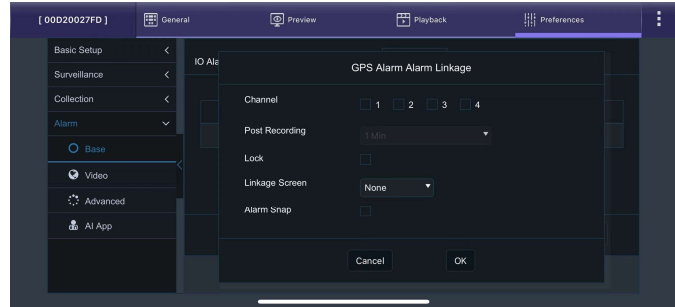 [ 00D20027FD ] General Preview Playback Preferences
Basic Setup
Surveillance
Collection
Alarm
Base
Video
Advanced
AI App
IO Ala
GPS Alarm Alarm Linkage
Channel 1 2 3 4
Post Recording 1 Min
Lock
Linkage Screen None
Alarm Snap
Cancel OK